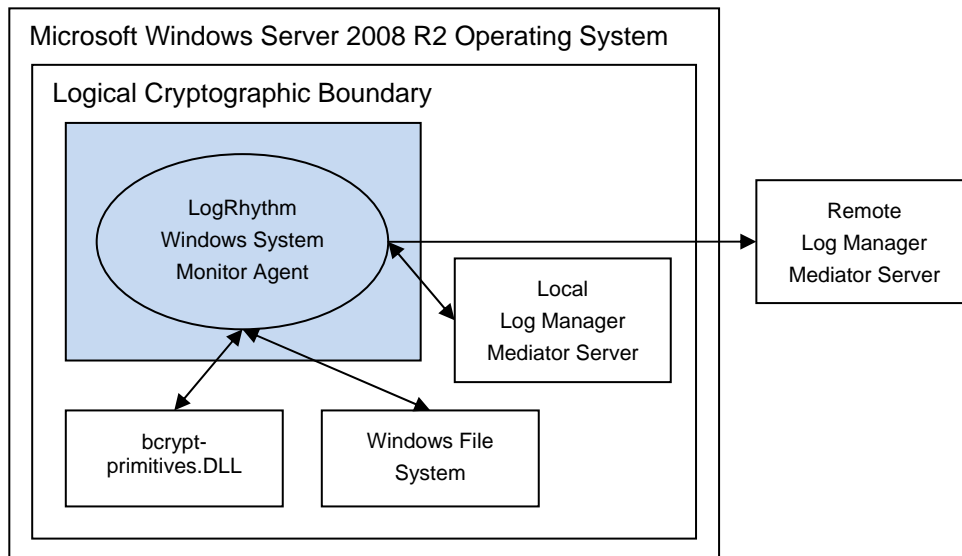 Microsoft Windows Server 2008 R2 Operating System
Logical Cryptographic Boundary
LogRhythm
Windows System
Monitor Agent
Remote
Log Manager
Mediator Server
Local
Log Manager
Mediator Server
bcrypt-
primitives.DLL
Windows File
System